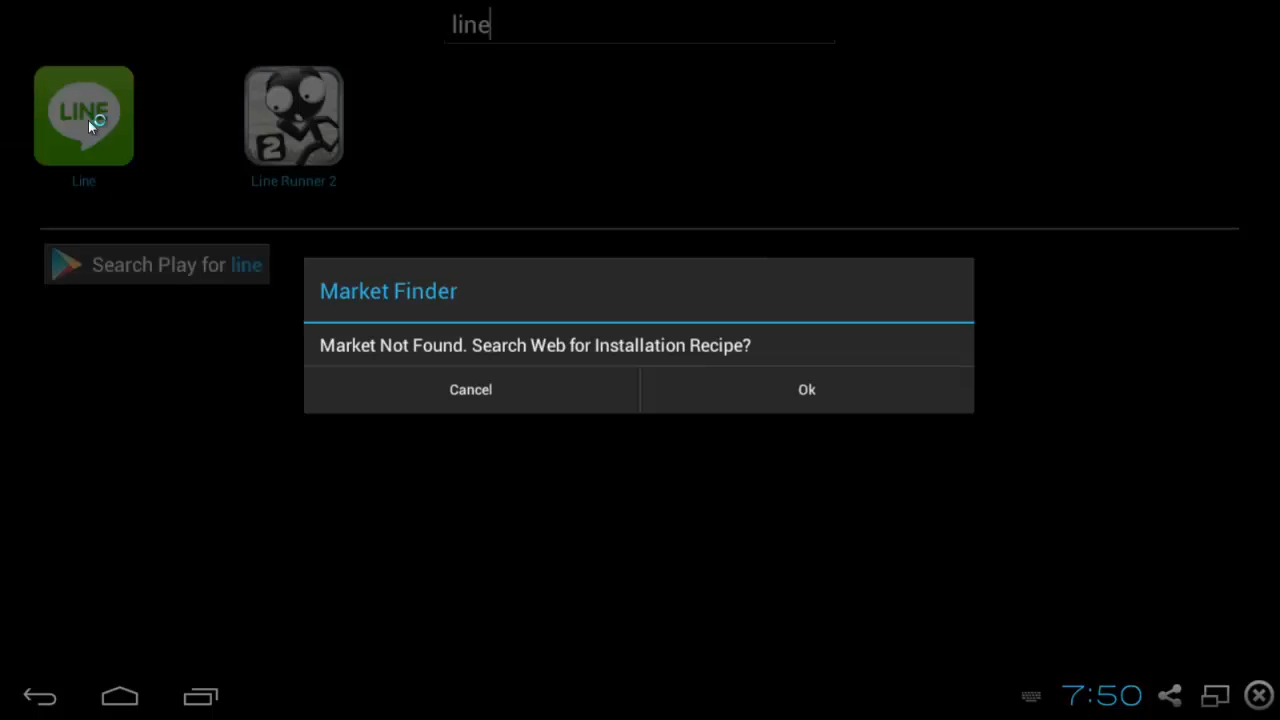 line
LINE
2
Line
Line Runner 2
Search Play for line
Market Finder
Market Not Found. Search Web for Installation Recipe?
Cancel
Ok
7:50